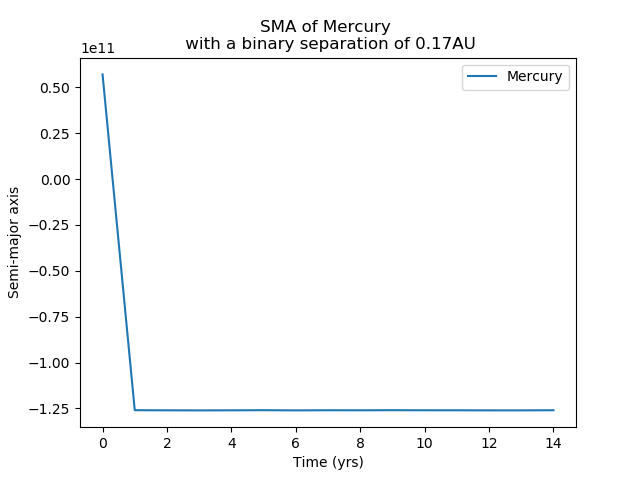 SMA of Mercury
with a binary separation of 0.17AU
1e11
Mercury
0.50
0.25
0.00
−0.25
−0.50
−0.75
−1.00
−1.25
Semi-major axis
0 2 4 6 8 10 12 14
Time (yrs)